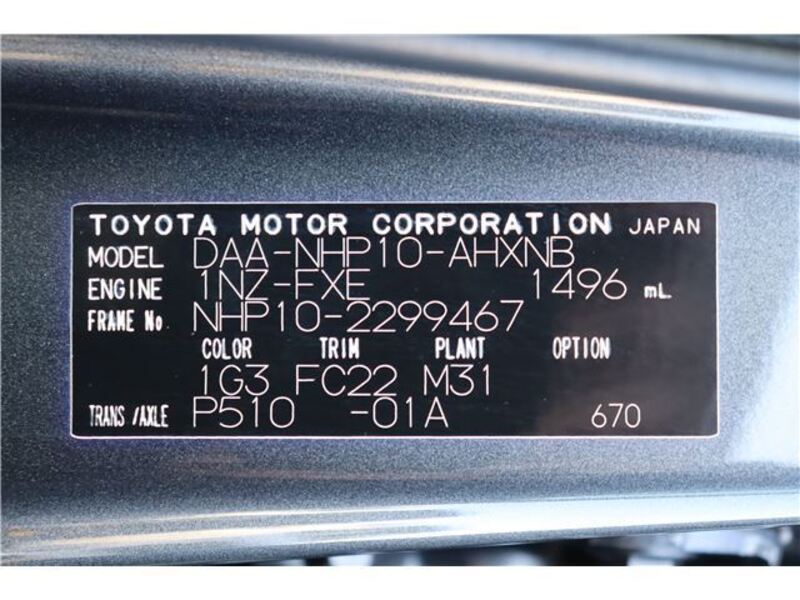 TOYOTA MOTOR CORPORATION JAPAN
MODEL DAA-NHP10-AHXNB
ENGINE 1NZ-FXE 1496 mL
FRAME No. NHP10-2299467
COLOR TRIM PLANT OPTION
1G3 FC22 M31
TRANS /AXLE P510 -01A 670